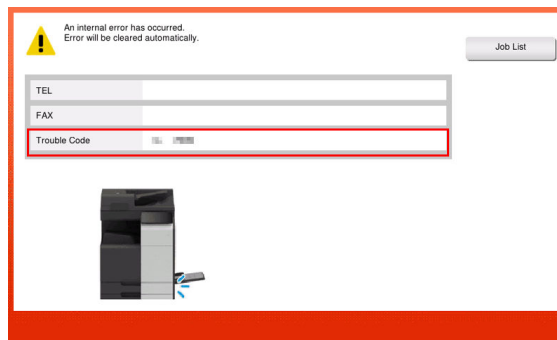 An internal error has occurred.
Error will be cleared automatically.
Job List
TEL
FAX
Trouble Code